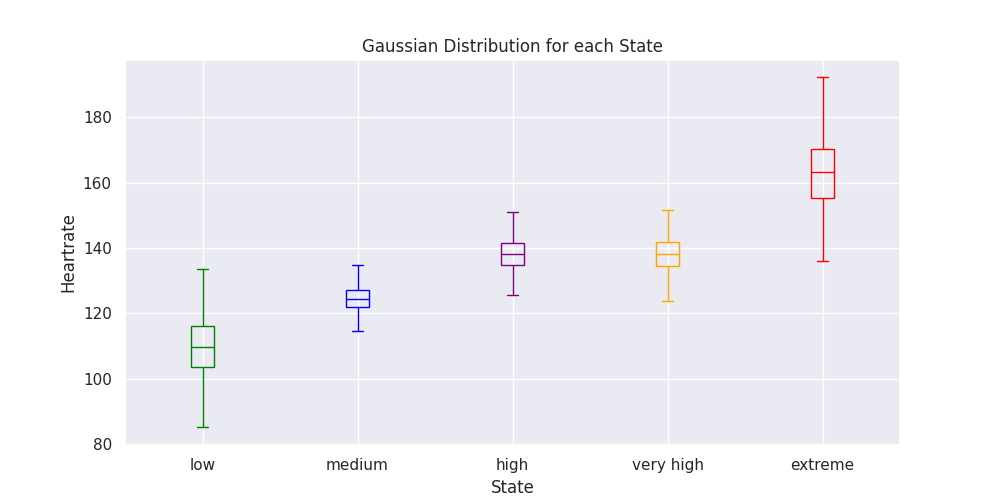 Gaussian Distribution for each State
Heartrate
180
160
140
120
100
80
low medium high very high extreme
State